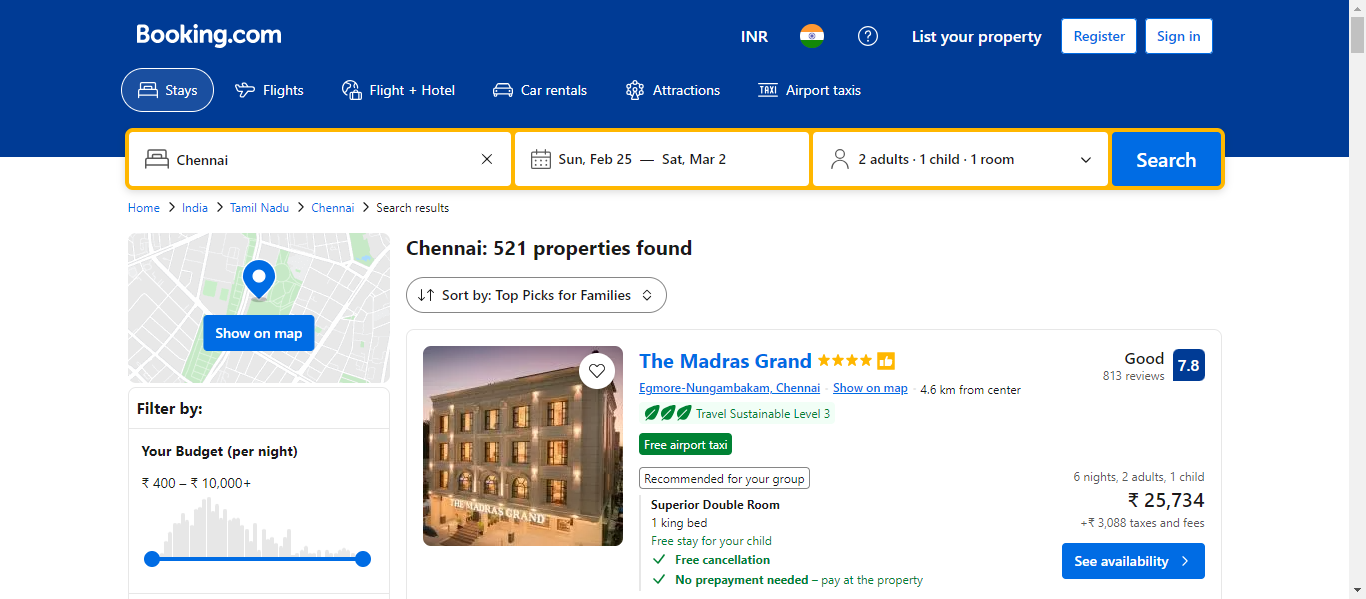 Booking.com
INR
List your property
Register
Sign in
Stays
Flights
Flight + Hotel
Car rentals
Attractions
TAXI Airport taxis
Chennai
Sun, Feb 25 — Sat, Mar 2
2 adults · 1 child · 1 room
Search
Home > India > Tamil Nadu > Chennai > Search results
Show on map
Chennai: 521 properties found
Sort by: Top Picks for Families
Filter by:
Your Budget (per night)
₹ 400 – ₹ 10,000+
THE MADRAS GRAND
The Madras Grand
Egmore-Nungambakam, Chennai · Show on map · 4.6 km from center
Travel Sustainable Level 3
Free airport taxi
Good
813 reviews
7.8
Recommended for your group
Superior Double Room
1 king bed
Free stay for your child
Free cancellation
No prepayment needed – pay at the property
6 nights, 2 adults, 1 child
₹ 25,734
+₹ 3,088 taxes and fees
See availability